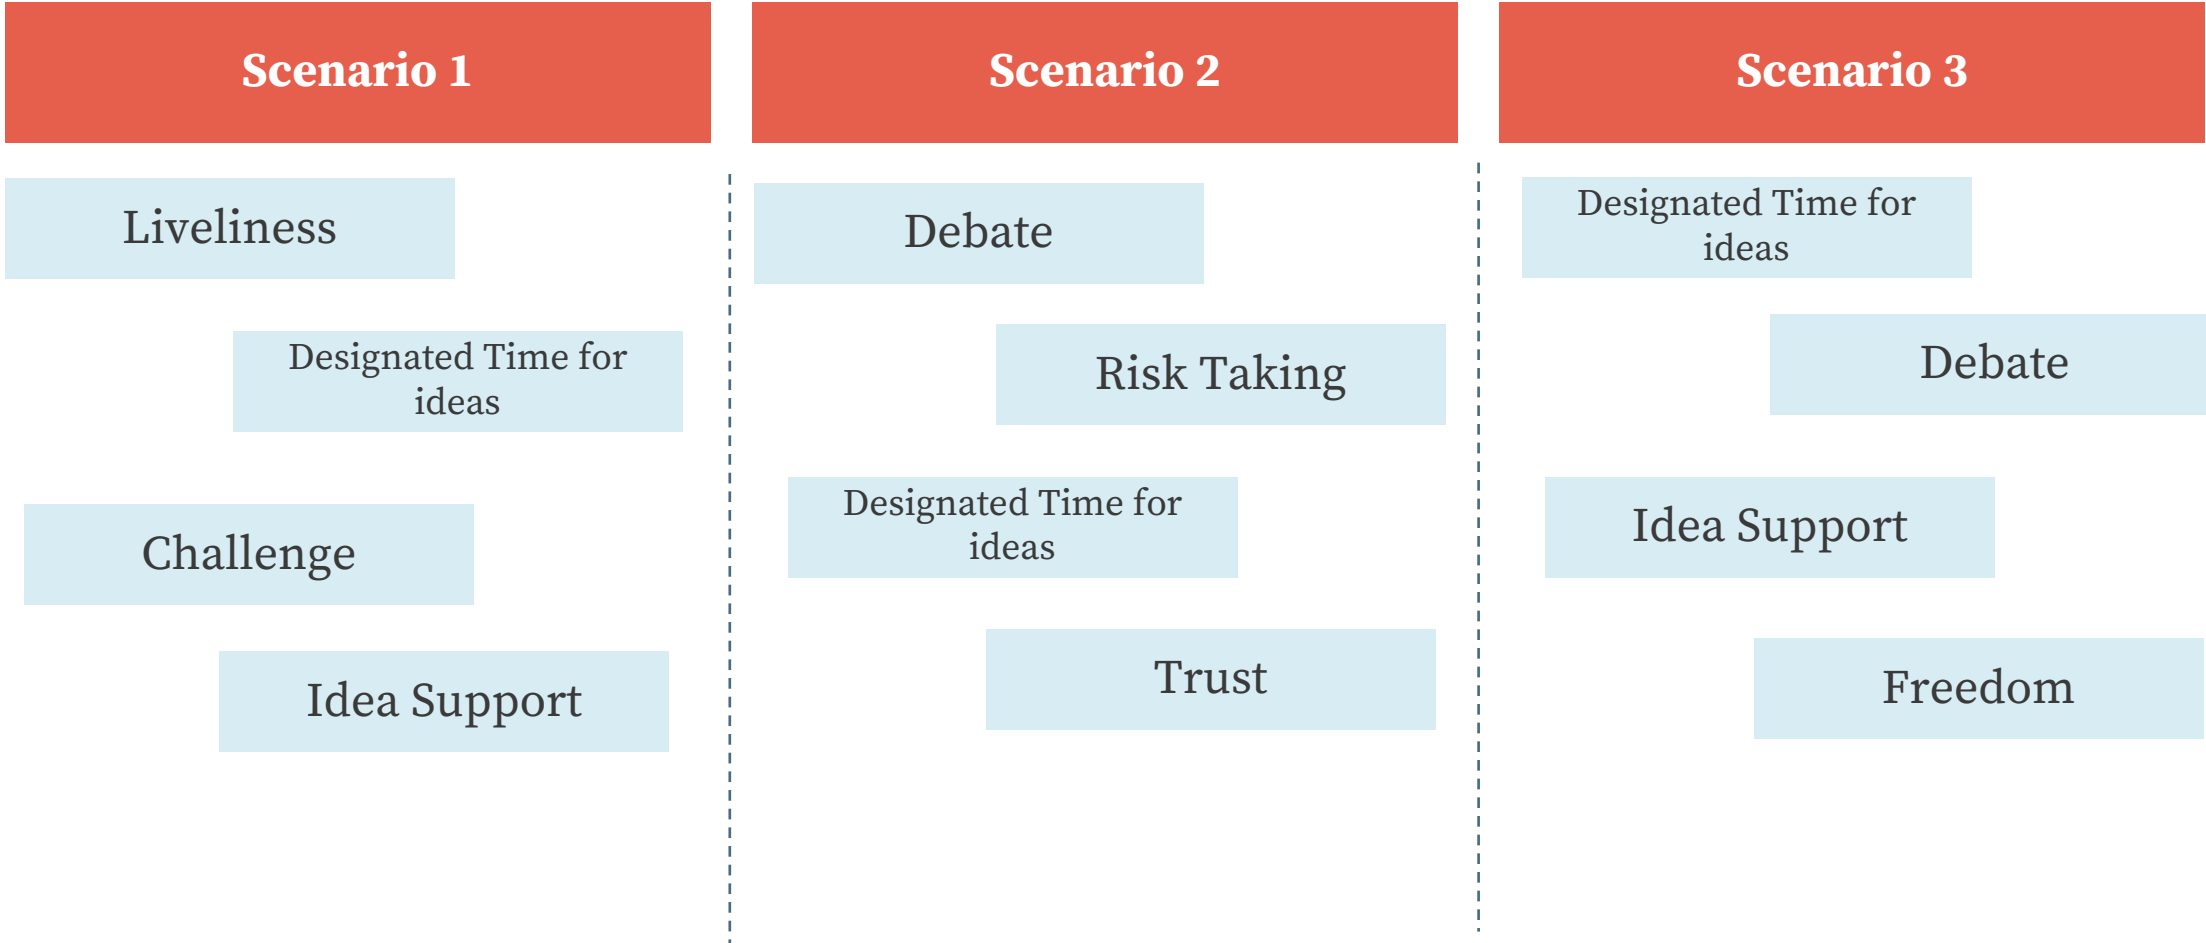 Scenario 1
Liveliness
Designated Time for
ideas
Challenge
Idea Support
Scenario 2
Debate
Risk Taking
Designated Time for
ideas
Trust
Scenario 3
Designated Time for
ideas
Debate
Idea Support
Freedom